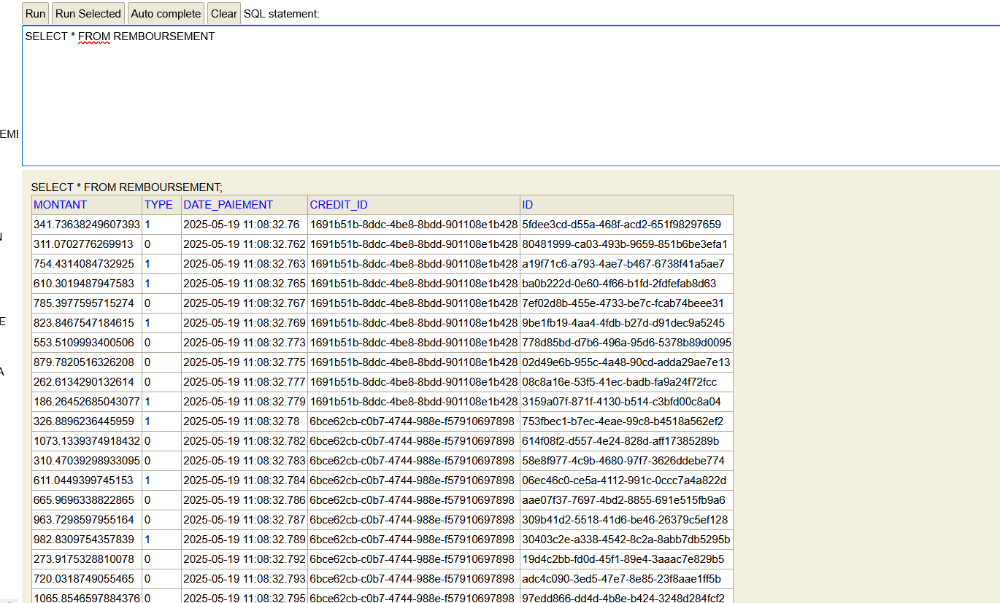 Run Run Selected Auto complete Clear SQL statement:
SELECT * FROM REMBOURSEMENT
SELECT * FROM REMBOURSEMENT;
MONTANT TYPE DATE_PAIEMENT CREDIT_ID ID
341.73638249607393 1 2025-05-19 11:08:32.76 1691b51b-8ddc-4be8-8bdd-901108e1b428 5fdee3cd-d55a-468f-acd2-651f98297659
311.0702776269913 0 2025-05-19 11:08:32.762 1691b51b-8ddc-4be8-8bdd-901108e1b428 80481999-ca03-493b-9659-851b6be3efa1
754.4314084732925 1 2025-05-19 11:08:32.763 1691b51b-8ddc-4be8-8bdd-901108e1b428 a19f71c6-a793-4ae7-b467-6738f41a5ae7
610.3019487947583 1 2025-05-19 11:08:32.765 1691b51b-8ddc-4be8-8bdd-901108e1b428 ba0b222d-0e60-4f66-b1fd-2fdfefab8d63
785.3977595715274 0 2025-05-19 11:08:32.767 1691b51b-8ddc-4be8-8bdd-901108e1b428 7ef02d8b-455e-4733-be7c-fcab74beee31
823.8467547184615 1 2025-05-19 11:08:32.769 1691b51b-8ddc-4be8-8bdd-901108e1b428 9be1fb19-4aa4-4fdb-b27d-d91dec9a5245
553.5109993400506 0 2025-05-19 11:08:32.773 1691b51b-8ddc-4be8-8bdd-901108e1b428 778d85bd-d7b6-496a-95d6-5378b89d0095
879.7820516326208 0 2025-05-19 11:08:32.775 1691b51b-8ddc-4be8-8bdd-901108e1b428 02d49e6b-955c-4a48-90cd-adda29ae7e13
262.6134290132614 0 2025-05-19 11:08:32.777 1691b51b-8ddc-4be8-8bdd-901108e1b428 08c8a16e-53f5-41ec-badb-fa9a24f72fcc
186.26452685043077 1 2025-05-19 11:08:32.779 1691b51b-8ddc-4be8-8bdd-901108e1b428 3159a07f-871f-4130-b514-c3bfd00c8a04
326.8896236445959 1 2025-05-19 11:08:32.78 6bce62cb-c0b7-4744-988e-f57910697898 753fbec1-b7ec-4eae-99c8-b4518a562ef2
1073.1339374918432 0 2025-05-19 11:08:32.782 6bce62cb-c0b7-4744-988e-f57910697898 614f08f2-d557-4e24-828d-aff17385289b
310.47039298933095 0 2025-05-19 11:08:32.783 6bce62cb-c0b7-4744-988e-f57910697898 58e8f977-4c9b-4680-97f7-3626ddebe774
611.0449399745153 1 2025-05-19 11:08:32.784 6bce62cb-c0b7-4744-988e-f57910697898 06ec46c0-ce5a-4112-991c-0ccc7a4a822d
665.9696338822865 0 2025-05-19 11:08:32.786 6bce62cb-c0b7-4744-988e-f57910697898 aae07f37-7697-4bd2-8855-691e515fb9a6
963.7298597955164 0 2025-05-19 11:08:32.787 6bce62cb-c0b7-4744-988e-f57910697898 309b41d2-5518-41d6-be46-26379c5ef128
982.8309754357839 1 2025-05-19 11:08:32.789 6bce62cb-c0b7-4744-988e-f57910697898 30403c2e-a338-4542-8c2a-8abb7db5295b
273.9175328810078 0 2025-05-19 11:08:32.792 6bce62cb-c0b7-4744-988e-f57910697898 19d4c2bb-fd0d-45f1-89e4-3aaac7e829b5
720.0318749055465 0 2025-05-19 11:08:32.793 6bce62cb-c0b7-4744-988e-f57910697898 adc4c090-3ed5-47e7-8e85-23f8aae1ff5b
1065.8546597884376 0 2025-05-19 11:08:32.795 6bce62cb-c0b7-4744-988e-f57910697898 97edd866-dd4d-4b8e-b424-3248d284fcf2